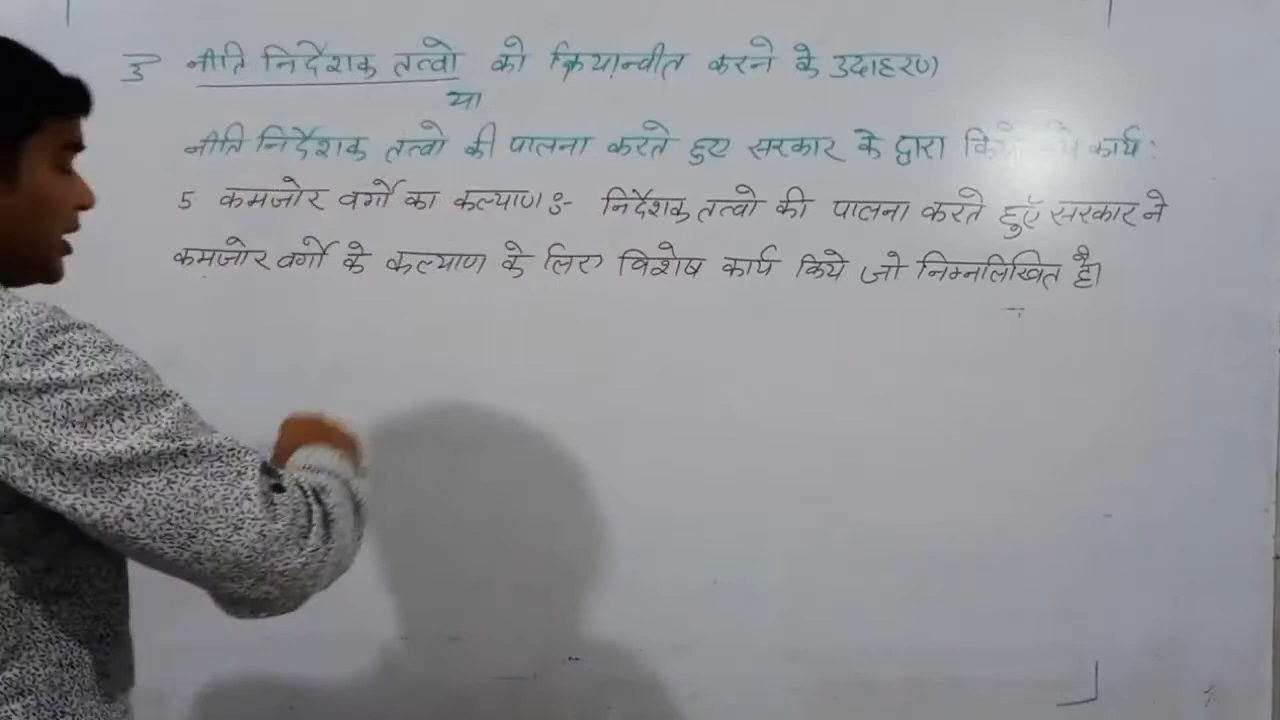 3 नीति निर्देशक तत्वो को क्रियान्वीत करने के उदाहरण
या
नीति निर्देशक तत्वो की पालना करते हुए सरकार के द्वारा कार्य:
5 कमजोर वर्गो का कल्याण :- निर्देशक तत्वो की पालना करते हुऍ सरकार ने
कमजोर वर्गो के कल्याण के लिए विशेष कार्य किये जो निम्नलिखित है।